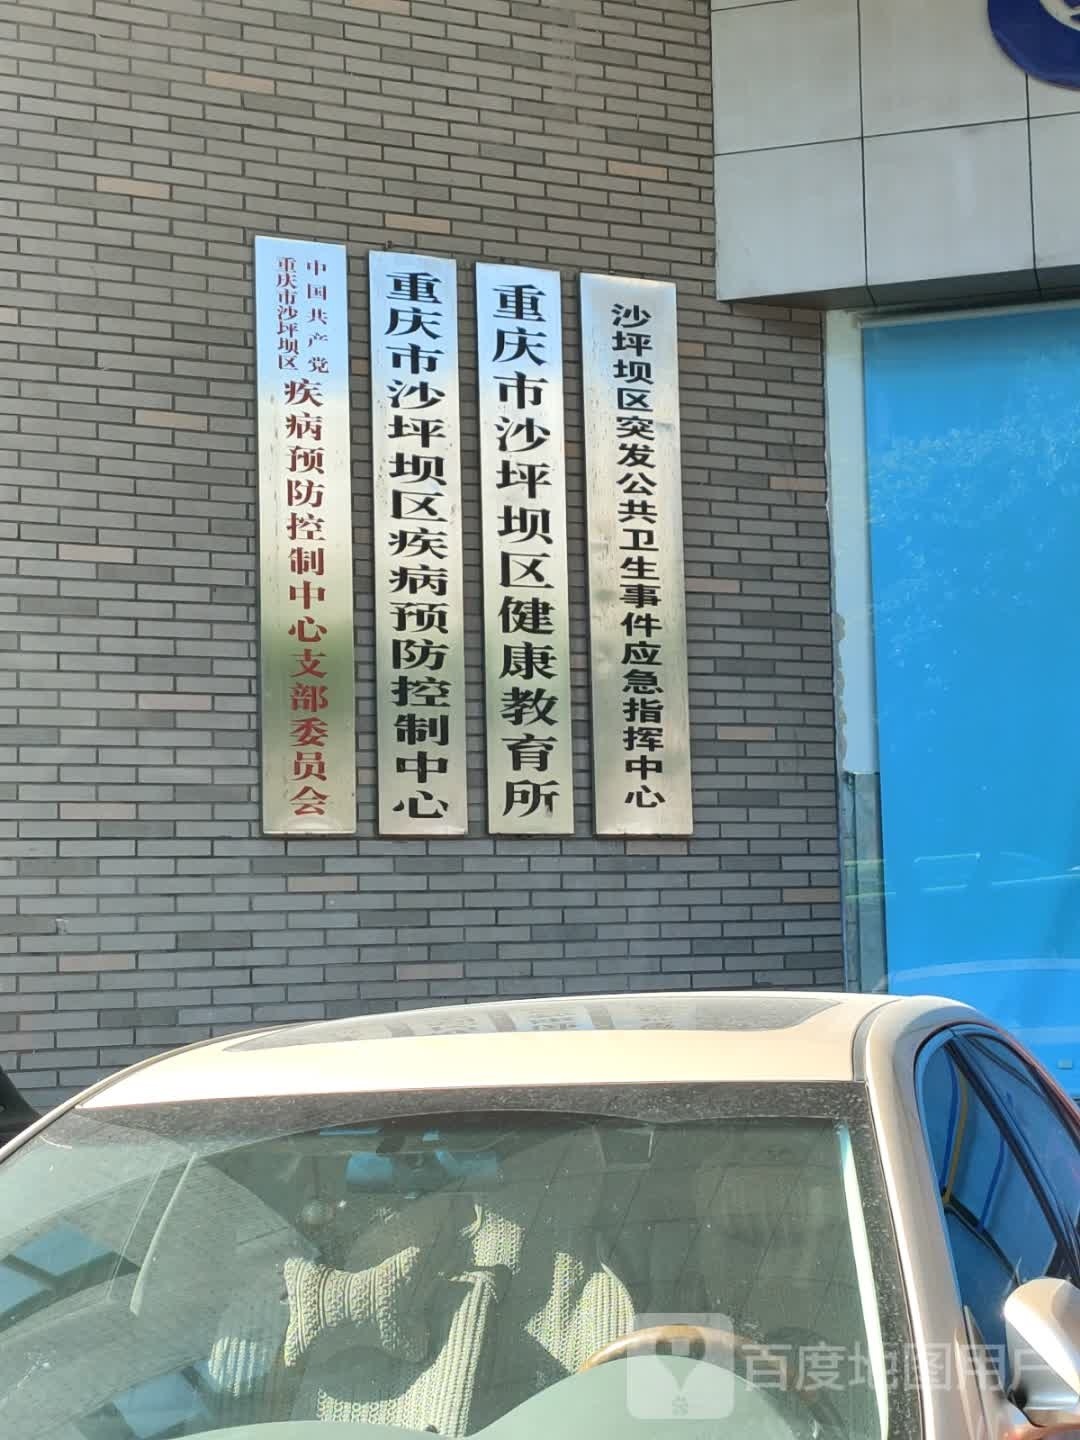 中国共产党
重庆市沙坪坝区
疾病预防控制中心支部委员会
重庆市沙坪坝区疾病预防控制中心
重庆市沙坪坝区健康教育所
沙坪坝区突发公共卫生事件应急指挥中心
百度地图用户